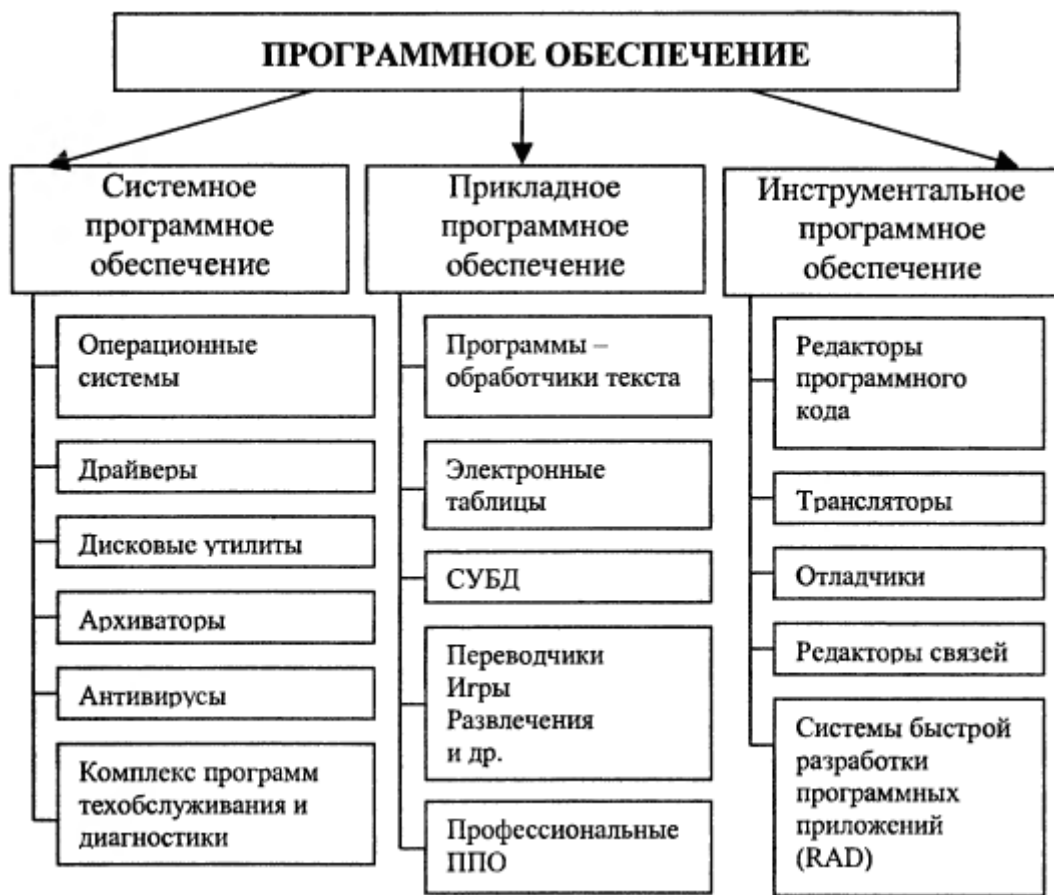 ПРОГРАММНОЕ ОБЕСПЕЧЕНИЕ
Системное
программное
обеспечение
Операционные
системы
Драйверы
Дисковые утилиты
Архиваторы
Антивирусы
Комплекс программ
техобслуживания и
диагностики
Прикладное
программное
обеспечение
Программы –
обработчики текста
Электронные
таблицы
СУБД
Переводчики
Игры
Развлечения
и др.
Профессиональные
ППО
Инструментальное
программное
обеспечение
Редакторы
программного
кода
Трансляторы
Отладчики
Редакторы связей
Системы быстрой
разработки
программных
приложений
(RAD)